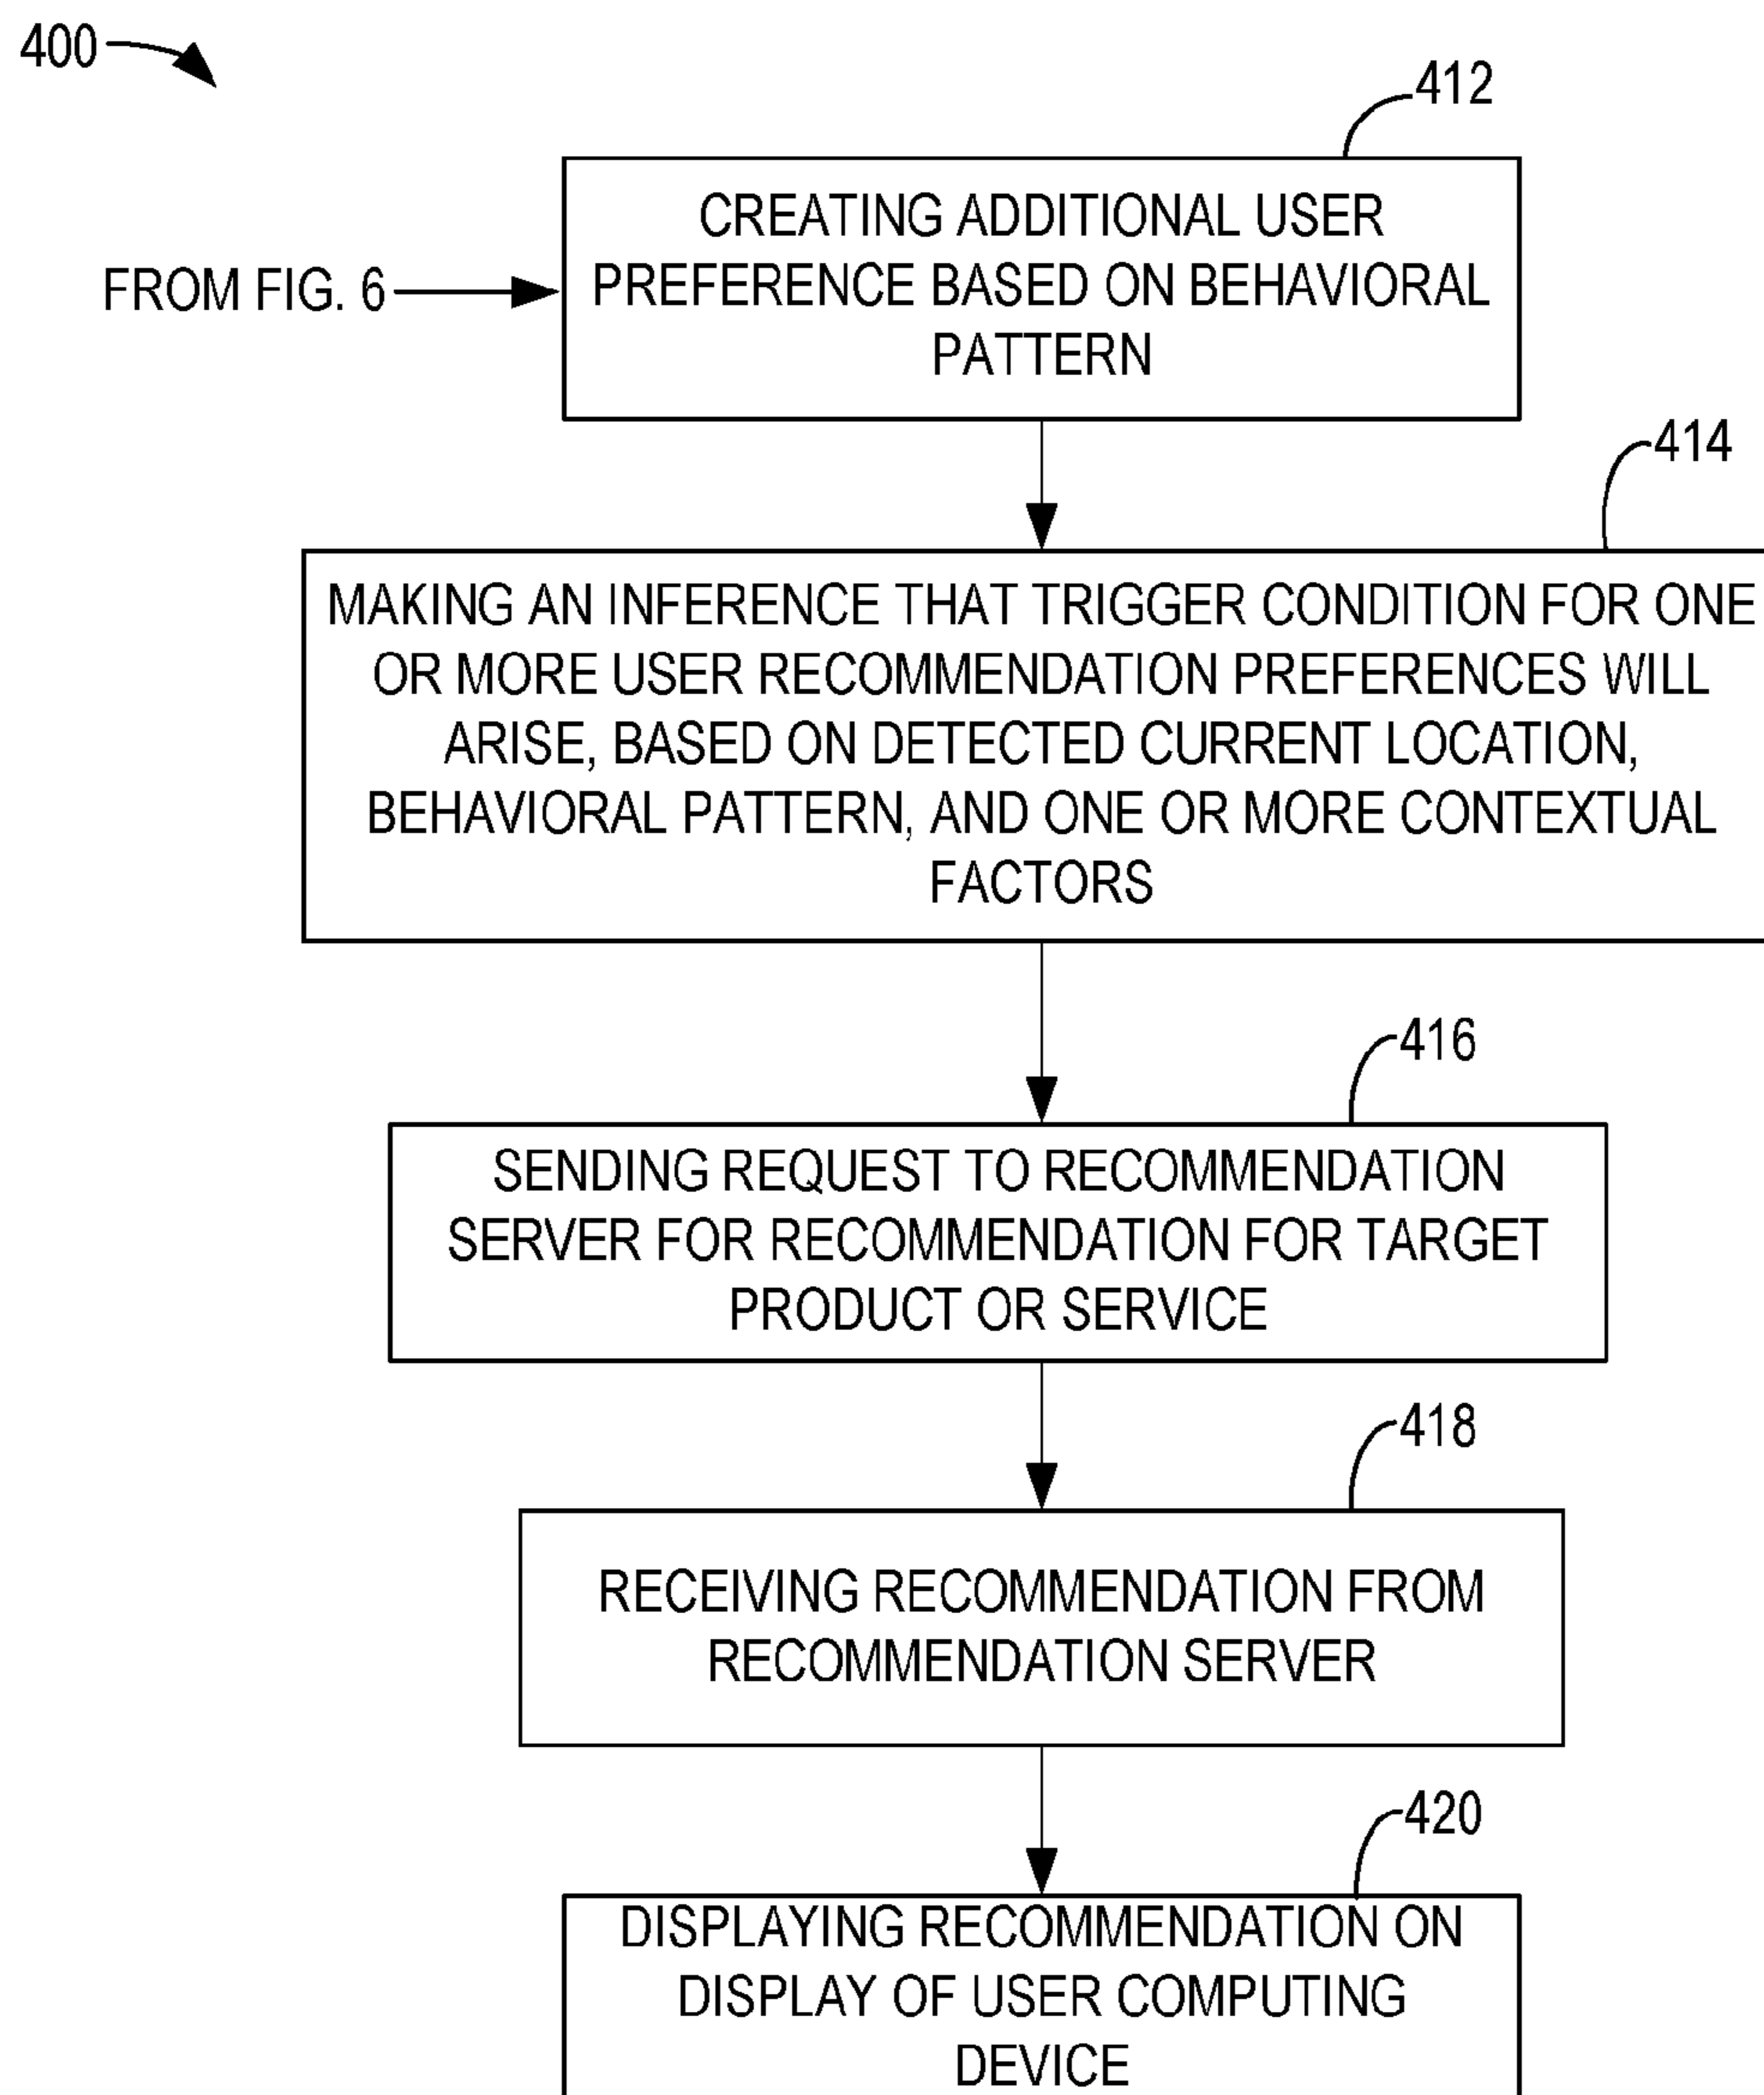 400
412
CREATING ADDITIONAL USER
PREFERENCE BASED ON BEHAVIORAL
PATTERN
FROM FIG. 6
414
MAKING AN INFERENCE THAT TRIGGER CONDITION FOR ONE
OR MORE USER RECOMMENDATION PREFERENCES WILL
ARISE, BASED ON DETECTED CURRENT LOCATION,
BEHAVIORAL PATTERN, AND ONE OR MORE CONTEXTUAL
FACTORS
416
SENDING REQUEST TO RECOMMENDATION
SERVER FOR RECOMMENDATION FOR TARGET
PRODUCT OR SERVICE
418
RECEIVING RECOMMENDATION FROM
RECOMMENDATION SERVER
420
DISPLAYING RECOMMENDATION ON
DISPLAY OF USER COMPUTING
DEVICE